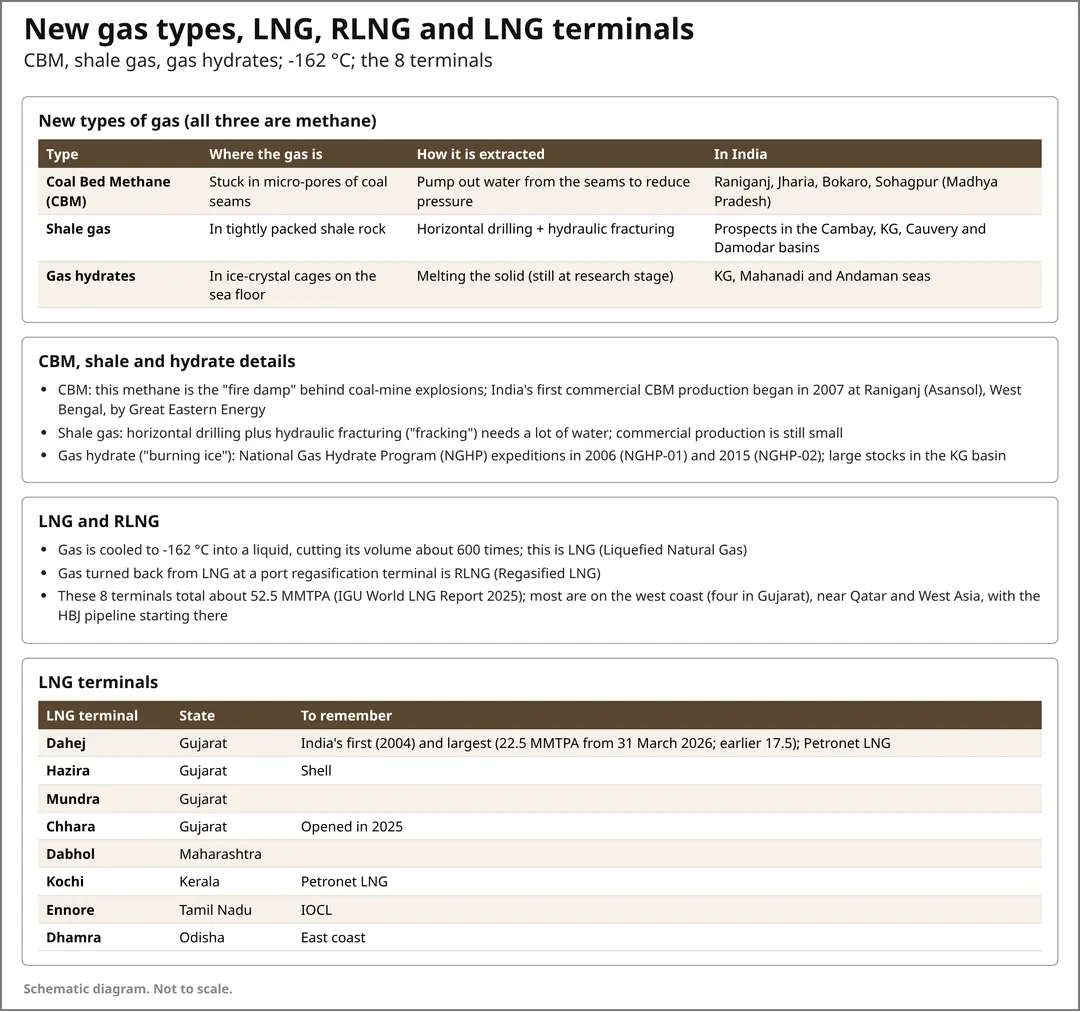 New gas types, LNG, RLNG and LNG terminals
CBM, shale gas, gas hydrates; -162 °C; the 8 terminals
New types of gas (all three are methane)
Type Where the gas is How it is extracted In India
Coal Bed Methane (CBM) Stuck in micro-pores of coal seams Pump out water from the seams to reduce pressure Raniganj, Jharia, Bokaro, Sohagpur (Madhya Pradesh)
Shale gas In tightly packed shale rock Horizontal drilling + hydraulic fracturing Prospects in the Cambay, KG, Cauvery and Damodar basins
Gas hydrates In ice-crystal cages on the sea floor Melting the solid (still at research stage) KG, Mahanadi and Andaman seas
CBM, shale and hydrate details
• CBM: this methane is the "fire damp" behind coal-mine explosions; India's first commercial CBM production began in 2007 at Raniganj (Asansol), West
Bengal, by Great Eastern Energy
• Shale gas: horizontal drilling plus hydraulic fracturing ("fracking") needs a lot of water; commercial production is still small
• Gas hydrate ("burning ice"): National Gas Hydrate Program (NGHP) expeditions in 2006 (NGHP-01) and 2015 (NGHP-02); large stocks in the KG basin
LNG and RLNG
• Gas is cooled to -162 °C into a liquid, cutting its volume about 600 times; this is LNG (Liquefied Natural Gas)
• Gas turned back from LNG at a port regasification terminal is RLNG (Regasified LNG)
• These 8 terminals total about 52.5 MMTPA (IGU World LNG Report 2025); most are on the west coast (four in Gujarat), near Qatar and West Asia, with the
HBJ pipeline starting there
LNG terminals
LNG terminal State To remember
Dahej Gujarat India's first (2004) and largest (22.5 MMTPA from 31 March 2026; earlier 17.5); Petronet LNG
Hazira Gujarat Shell
Mundra Gujarat
Chhara Gujarat Opened in 2025
Dabhol Maharashtra
Kochi Kerala Petronet LNG
Ennore Tamil Nadu IOCL
Dhamra Odisha East coast
Schematic diagram. Not to scale.